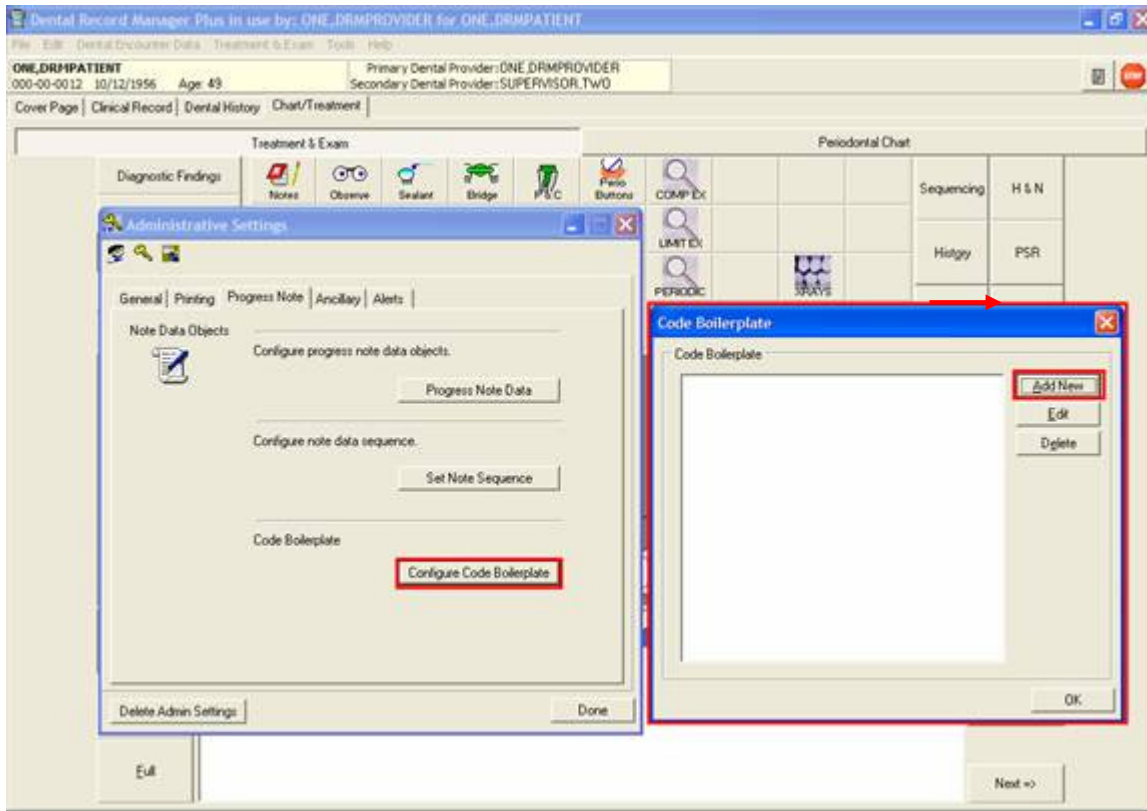 Dental Record Manager Plus in use by: ONE,DRMPROVIDER for ONE,DRMPATIENT
File Edit Dental Encounter Data Treatment & Exam Tools Help
ONE,DRMPATIENT Primary Dental Provider: ONE,DRMPROVIDER
000-00-0012 10/12/1956 Age: 49 Secondary Dental Provider: SUPERVISOR,TWO
Cover Page Clinical Record Dental History Chart/Treatment
Treatment & Exam Periodontal Chart
Diagnostic Findings
Notes Observe Sealant Bridge P & C Perio Buttons COMP EX
Sequencing H & N
LIMIT EX
PERIODIC XRAYS
History PSR
Administrative Settings
General Printing Progress Note Ancillary Alerts
Note Data Objects
Configure progress note data objects.
Progress Note Data
Configure note data sequence.
Set Note Sequence
Code Boilerplate
Configure Code Boilerplate
Delete Admin Settings Done
Code Boilerplate
Code Boilerplate
Add New
Edit
Delete
OK
Full
Next =>